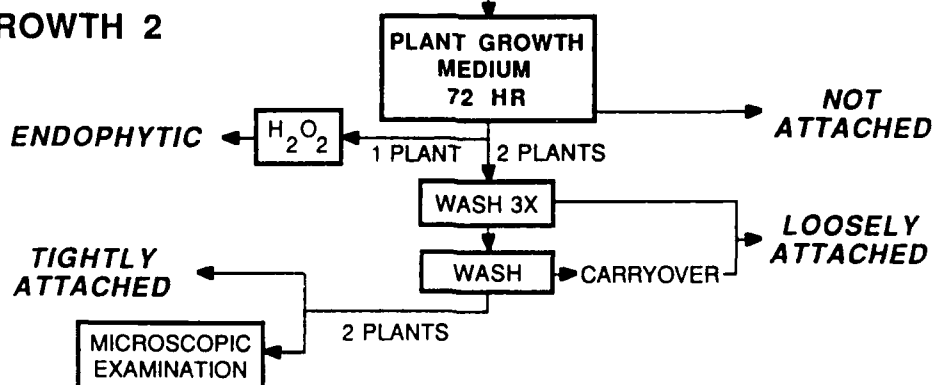 ROWTH 2
PLANT GROWTH
MEDIUM
72 HR
NOT
ATTACHED
ENDOPHYTIC
H2O2
1 PLANT
2 PLANTS
WASH 3X
LOOSELY
ATTACHED
TIGHTLY
ATTACHED
WASH
CARRYOVER
2 PLANTS
MICROSCOPIC
EXAMINATION